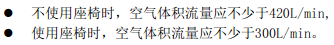 ● 不使用座椅时，空气体积流量应不少于420L/min，
● 使用座椅时，空气体积流量应不少于300L/min。